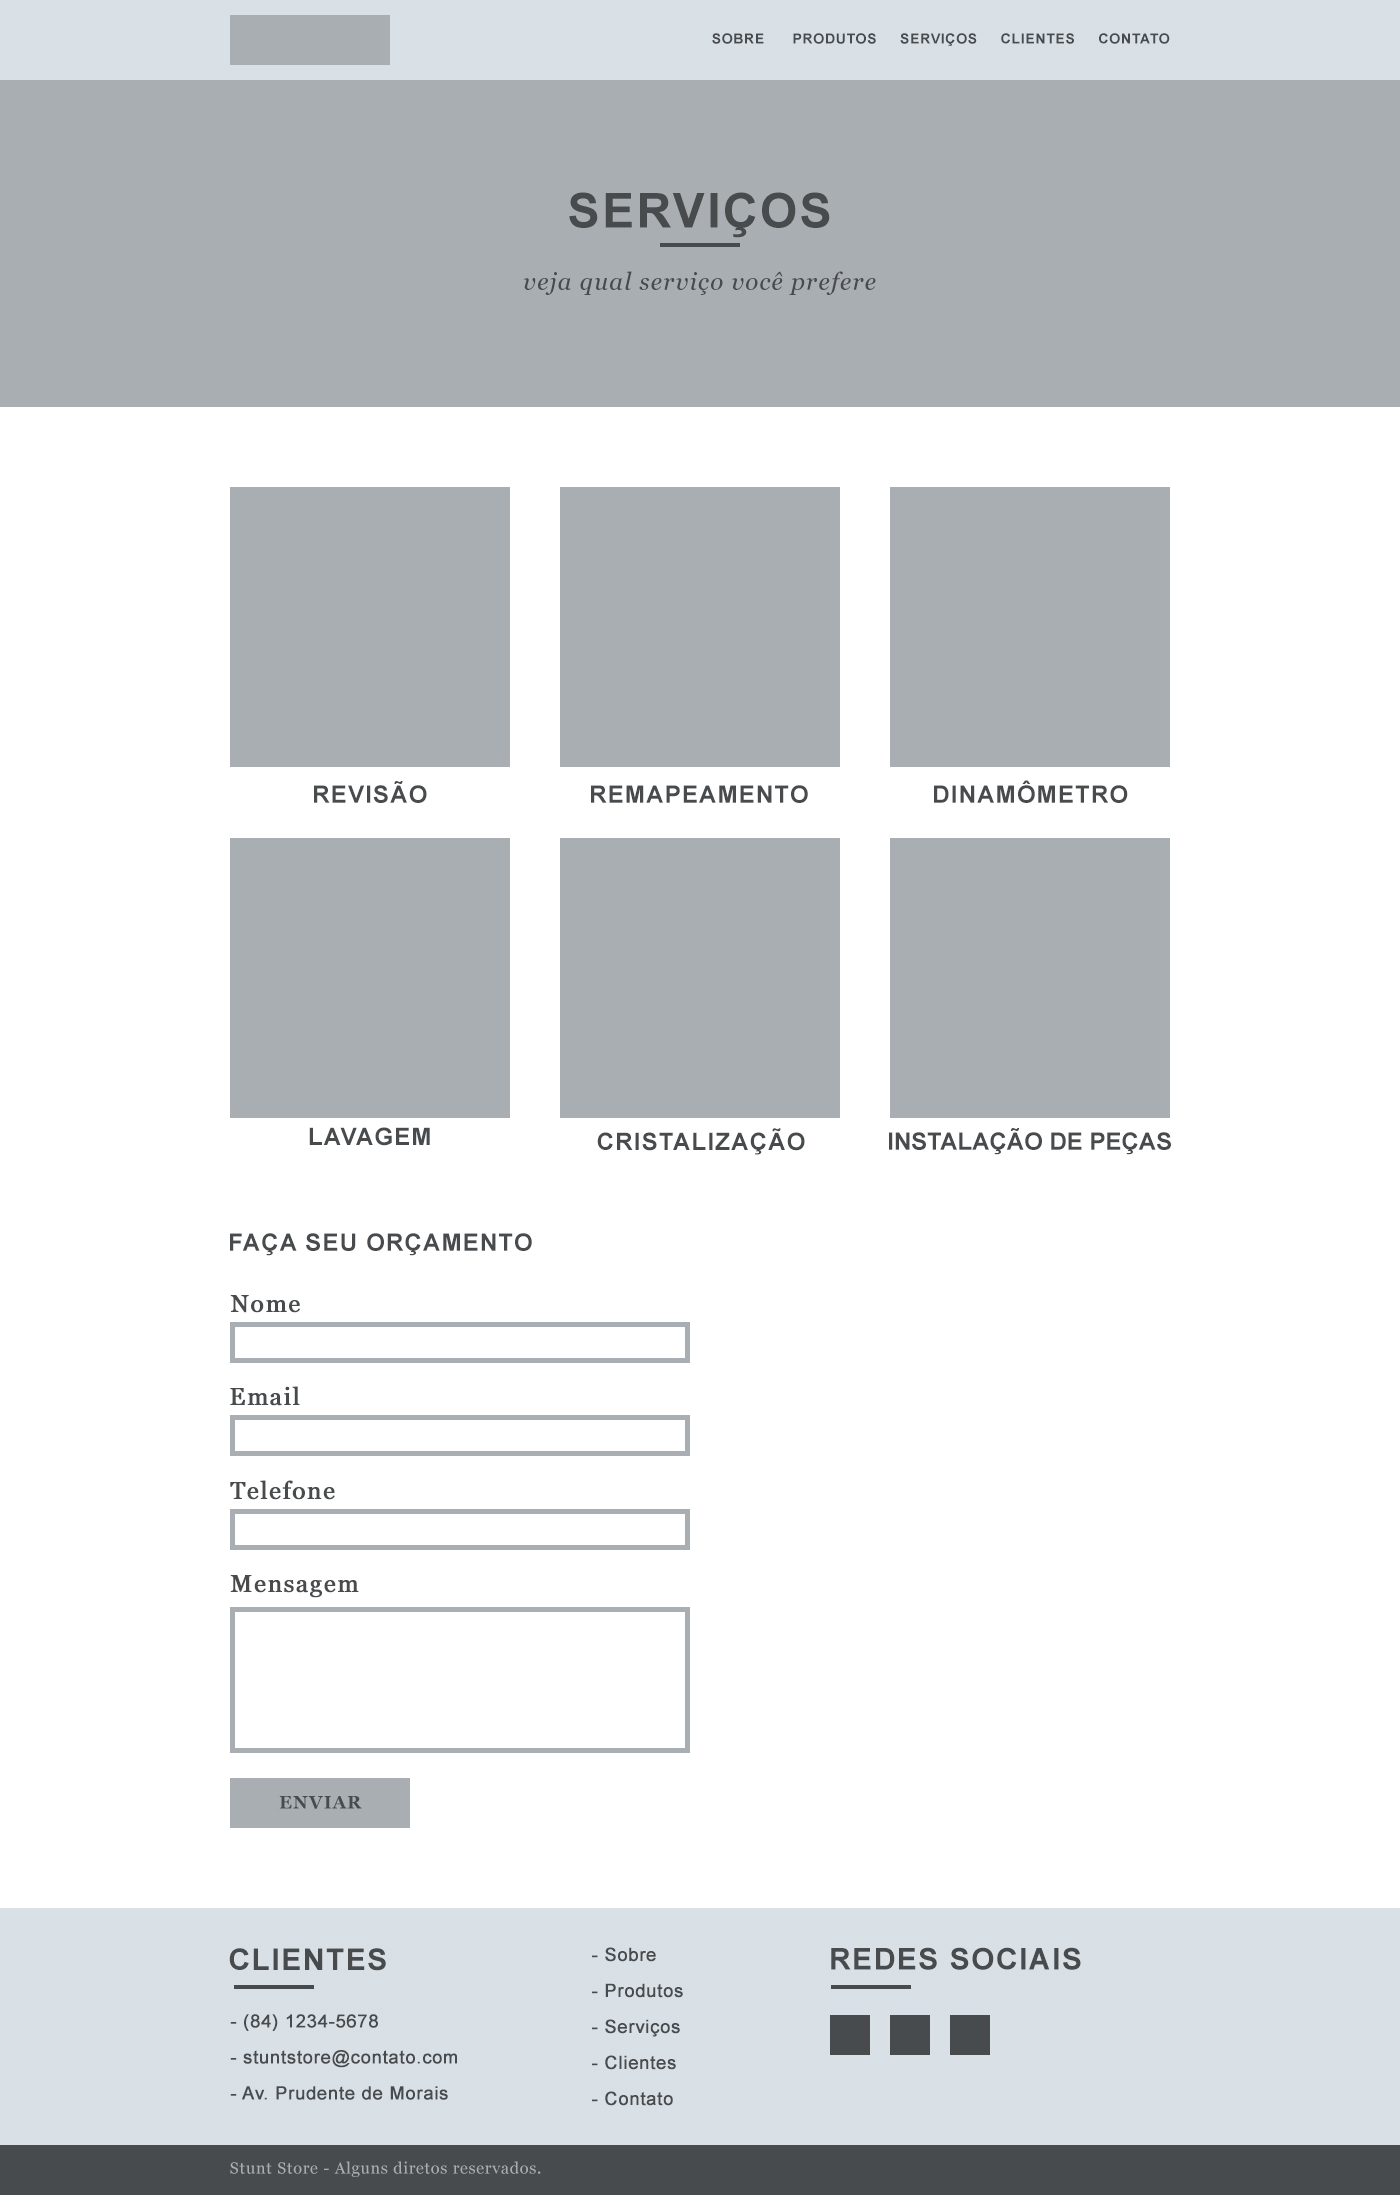 SOBRE PRODUTOS SERVIÇOS CLIENTES CONTATO
SERVIÇOS
veja qual serviço você prefere
REVISÃO REMAPEAMENTO DINAMÔMETRO
LAVAGEM CRISTALIZAÇÃO INSTALAÇÃO DE PEÇAS
FAÇA SEU ORÇAMENTO
Nome
Email
Telefone
Mensagem
ENVIAR
CLIENTES
- (84) 1234-5678
- stuntstore@contato.com
- Av. Prudente de Morais
- Sobre
- Produtos
- Serviços
- Clientes
- Contato
REDES SOCIAIS
Stunt Store - Alguns diretos reservados.